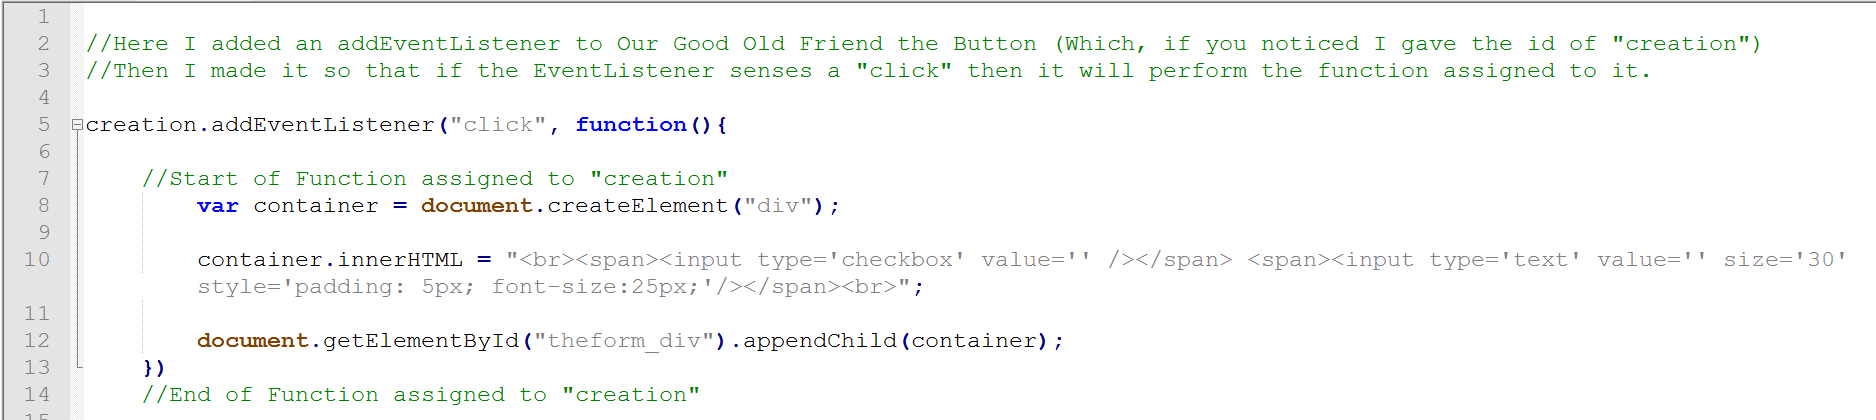 1
2 //Here I added an addEventListener to Our Good Old Friend the Button (Which, if you noticed I gave the id of "creation")
3 //Then I made it so that if the EventListener senses a "click" then it will perform the function assigned to it.
4
5 creation.addEventListener("click", function(){
6
7 //Start of Function assigned to "creation"
8 var container = document.createElement("div");
9
10 container.innerHTML = "<br><span><input type='checkbox' value='' /></span> <span><input type='text' value='' size='30'
style='padding: 5px; font-size:25px;'/></span><br>";
11
12 document.getElementById("theform_div").appendChild(container);
13 })
14 //End of Function assigned to "creation"
15